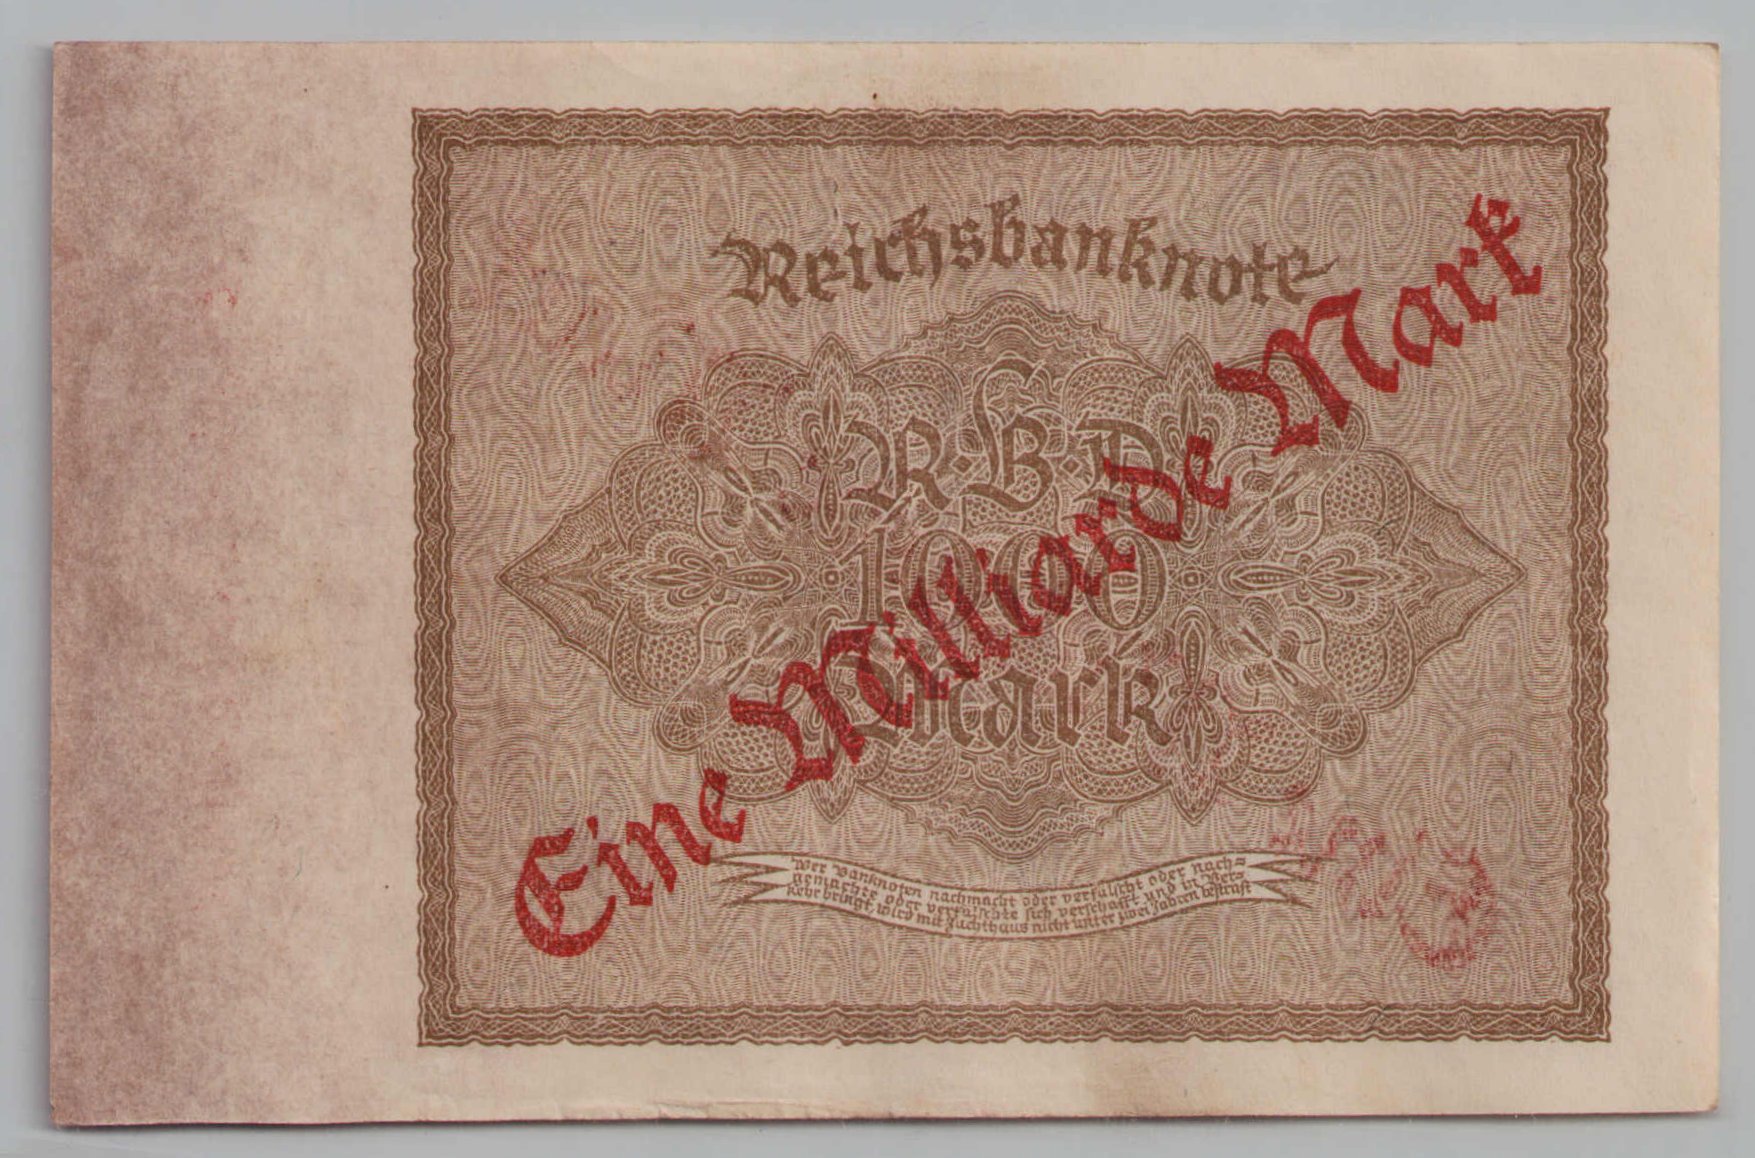 Reichsbanknote
R·B·D
1000
Mark
Eine Milliarde Mark
Wer Banknoten nachmacht oder verfälscht oder nach=
gemachte oder verfälschte sich verschafft und in Ver=
kehr bringt, wird mit Zuchthaus nicht unter zwei Jahren bestraft